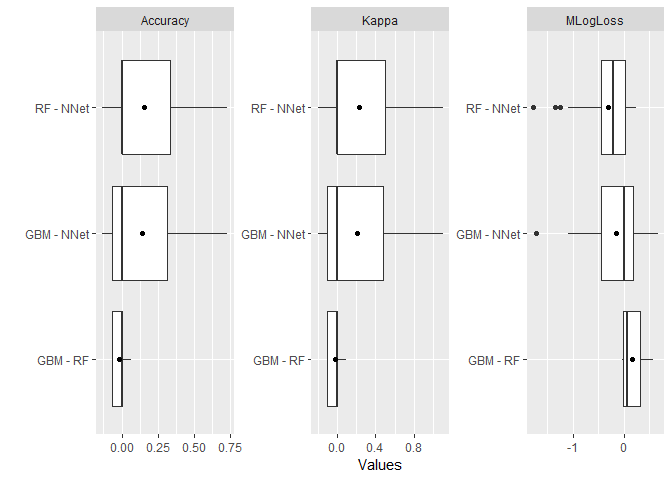 Accuracy
Kappa
MLogLoss
RF - NNet
RF - NNet
RF - NNet
GBM - NNet
GBM - NNet
GBM - NNet
GBM - RF
GBM - RF
GBM - RF
0.00 0.25 0.50 0.75
0.0 0.4 0.8
-1 0
Values